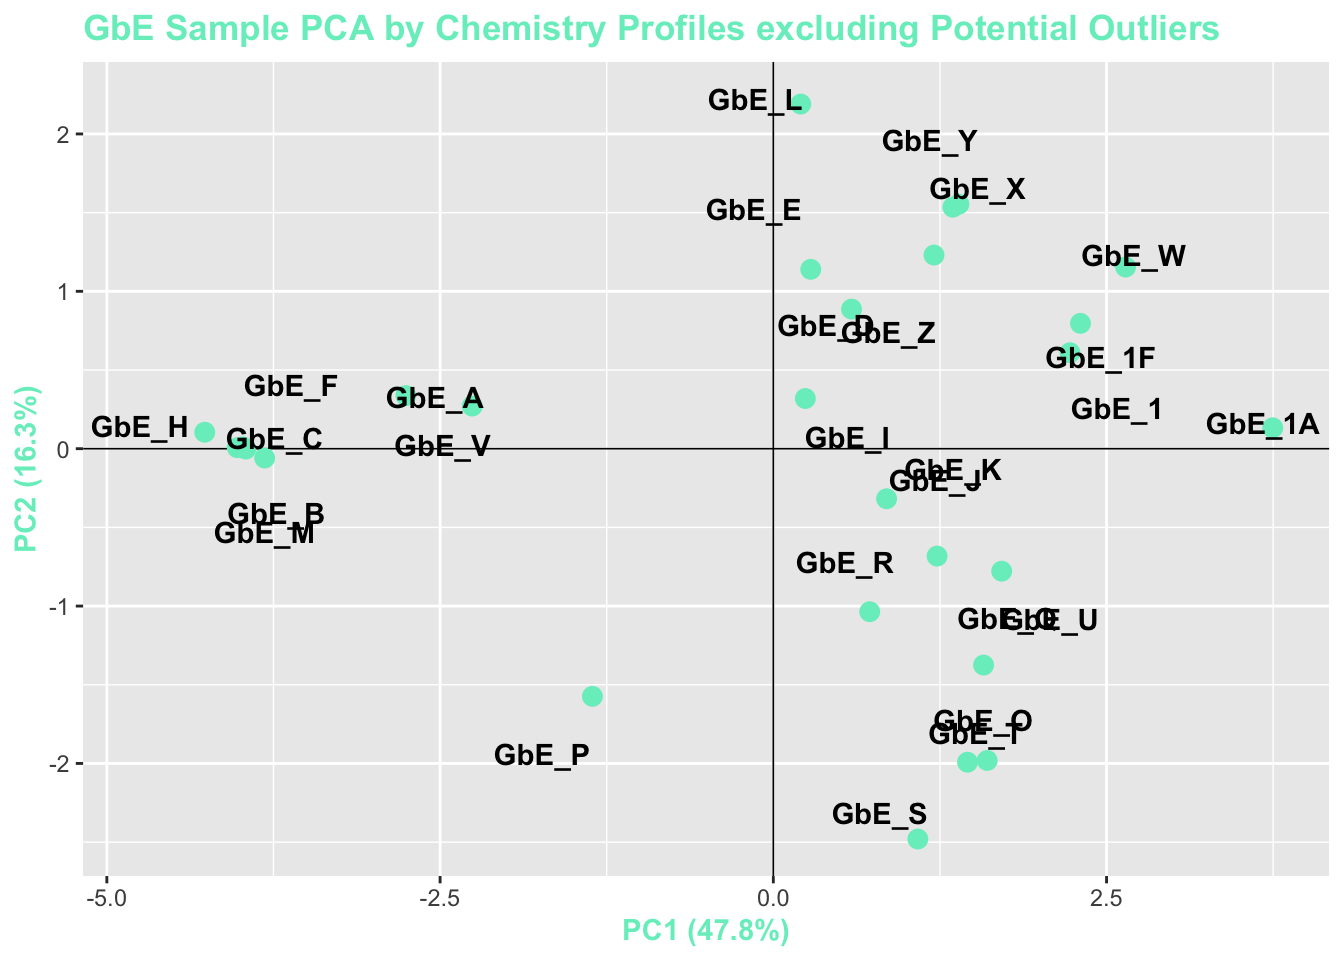 GbE Sample PCA by Chemistry Profiles excluding Potential Outliers
GbE_L
GbE_Y
GbE_X
GbE_E
GbE_W
GbE_D
GbE_Z
GbE_1F
GbE_F
GbE_A
GbE_1
GbE_H
GbE_C
GbE_V
GbE_I
GbE_1A
GbE_K
GbE_J
GbE_B
GbE_M
GbE_R
GbE_U
GbE_O
GbE_T
GbE_P
GbE_S
2
1
0
-1
-2
-5.0
-2.5
0.0
2.5
PC1 (47.8%)
PC2 (16.3%)